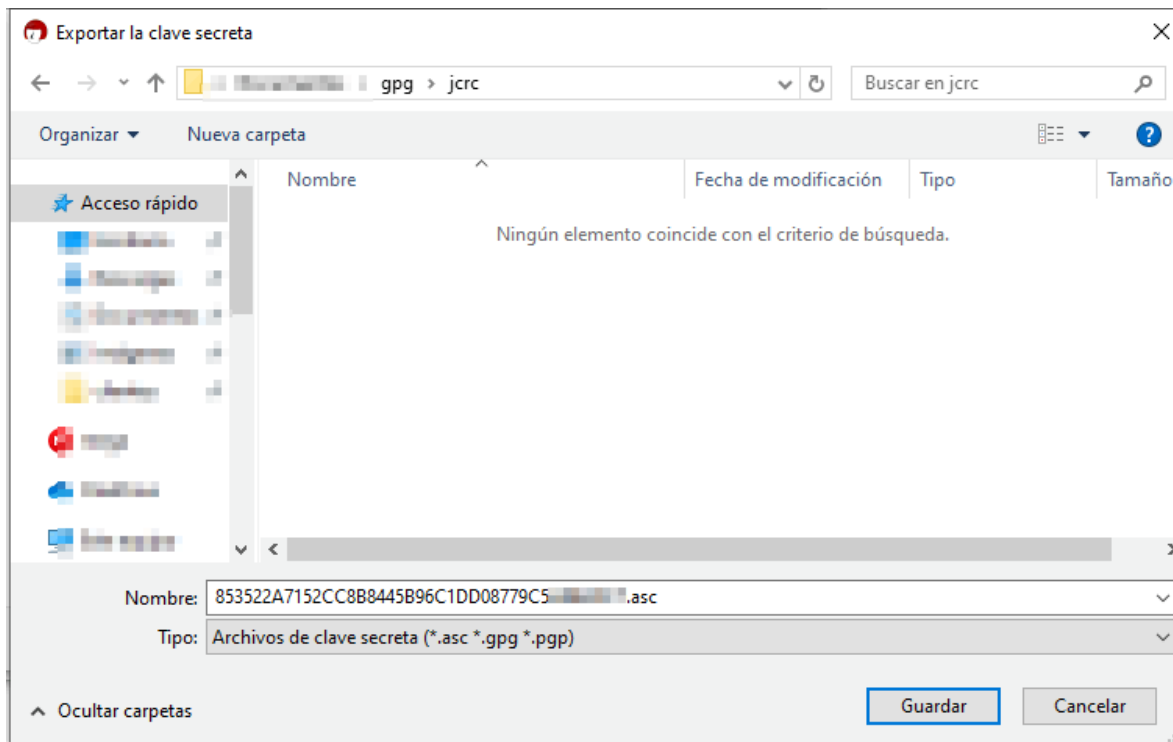 Exportar la clave secreta
gpg > jcrc
Buscar en jcrc
Organizar
Nueva carpeta
?
Nombre
Fecha de modificación
Tipo
Tamaño
Acceso rápido
Ningún elemento coincide con el criterio de búsqueda.
Nombre: 853522A7152CC8B8445B96C1DD08779C5 .asc
Tipo: Archivos de clave secreta (*.asc *.gpg *.pgp)
Ocultar carpetas
Guardar
Cancelar